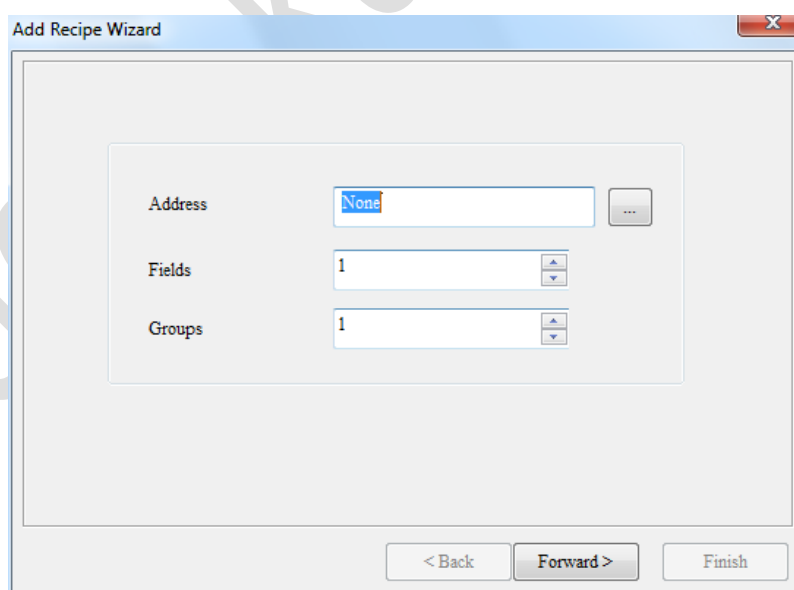 Add Recipe Wizard
Address None ...
Fields 1
Groups 1
< Back Forward > Finish